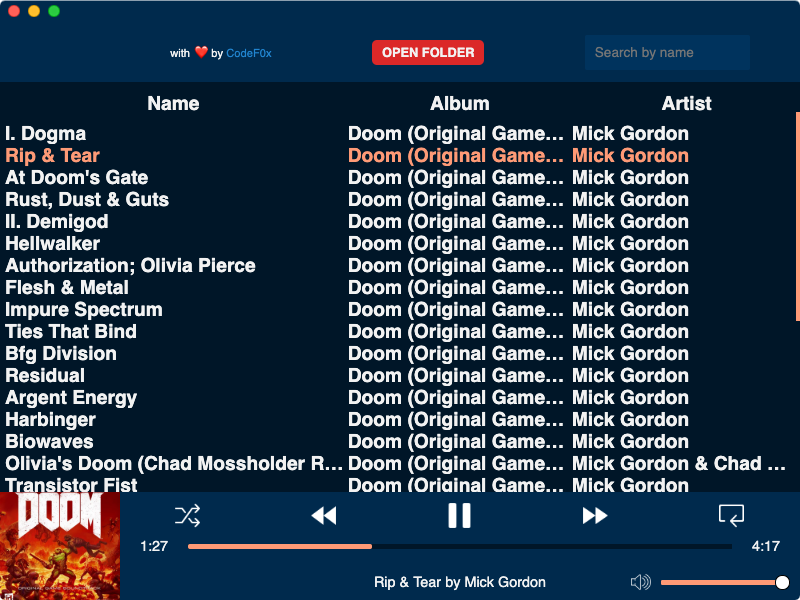 with ❤️ by CodeF0x
OPEN FOLDER
Search by name
Name Album Artist
I. Dogma Doom (Original Game… Mick Gordon
Rip & Tear Doom (Original Game… Mick Gordon
At Doom's Gate Doom (Original Game… Mick Gordon
Rust, Dust & Guts Doom (Original Game… Mick Gordon
II. Demigod Doom (Original Game… Mick Gordon
Hellwalker Doom (Original Game… Mick Gordon
Authorization; Olivia Pierce Doom (Original Game… Mick Gordon
Flesh & Metal Doom (Original Game… Mick Gordon
Impure Spectrum Doom (Original Game… Mick Gordon
Ties That Bind Doom (Original Game… Mick Gordon
Bfg Division Doom (Original Game… Mick Gordon
Residual Doom (Original Game… Mick Gordon
Argent Energy Doom (Original Game… Mick Gordon
Harbinger Doom (Original Game… Mick Gordon
Biowaves Doom (Original Game… Mick Gordon
Olivia's Doom (Chad Mossholder R… Doom (Original Game… Mick Gordon & Chad …
Transistor Fist Doom (Original Game… Mick Gordon
DOOM
ORIGINAL GAME SOUNDTRACK
1:27
4:17
Rip & Tear by Mick Gordon